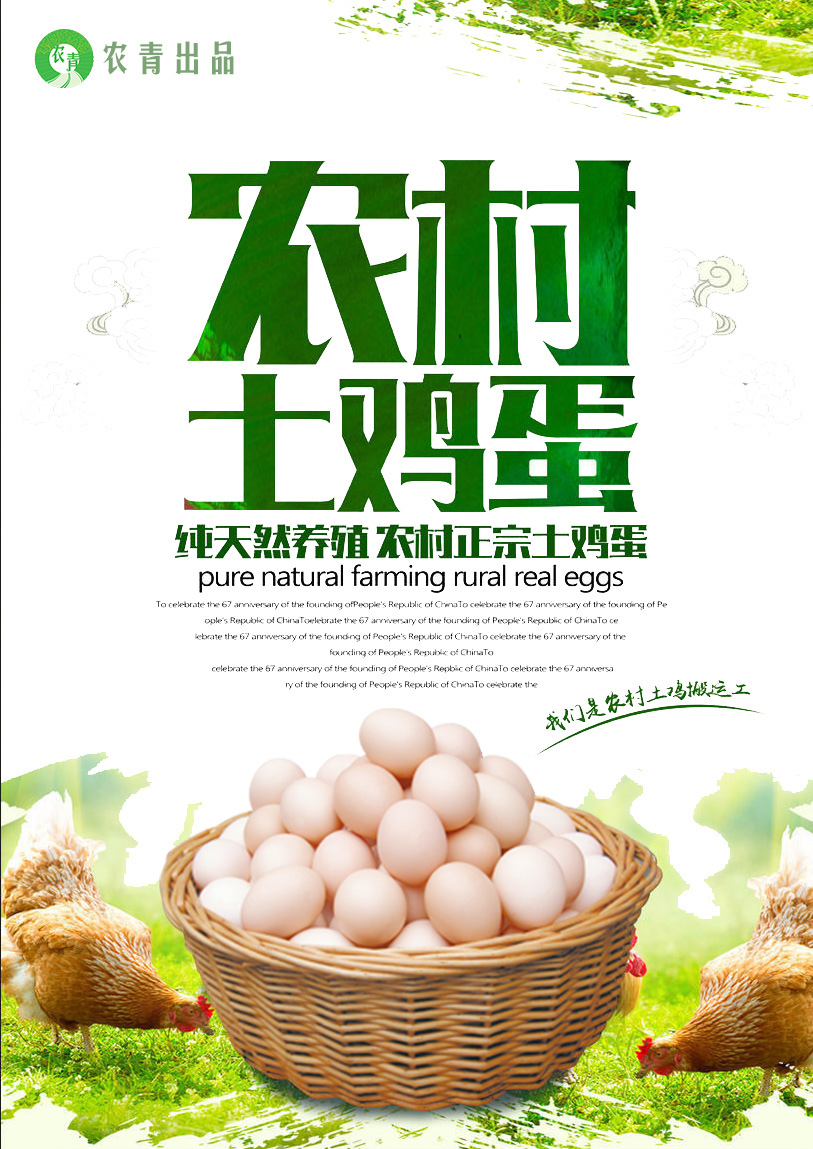 农青
农青出品
农村
土鸡蛋
纯天然养殖 农村正宗土鸡蛋
pure natural farming rural real eggs
To celebrate the 67 anniversary of the founding ofPeople's Republic of ChinaTo celebrate the 67 anniversary of the founding of Pe
ople's Republic of ChinaToelebrate the 67 anniversary of the founding of People's Republic of ChinaTo ce
lebrate the 67 anniversary of the founding of People's Republic of ChinaTo celebrate the 67 anniversary of the
founding of People's Republic of ChinaTo
celebrate the 67 anniversary of the founding of People's Repblic of ChinaTo celebrate the 67 anniversa
ry of the founding of People's Republic of ChinaTo celebrate the
我们是农村土鸡搬运工